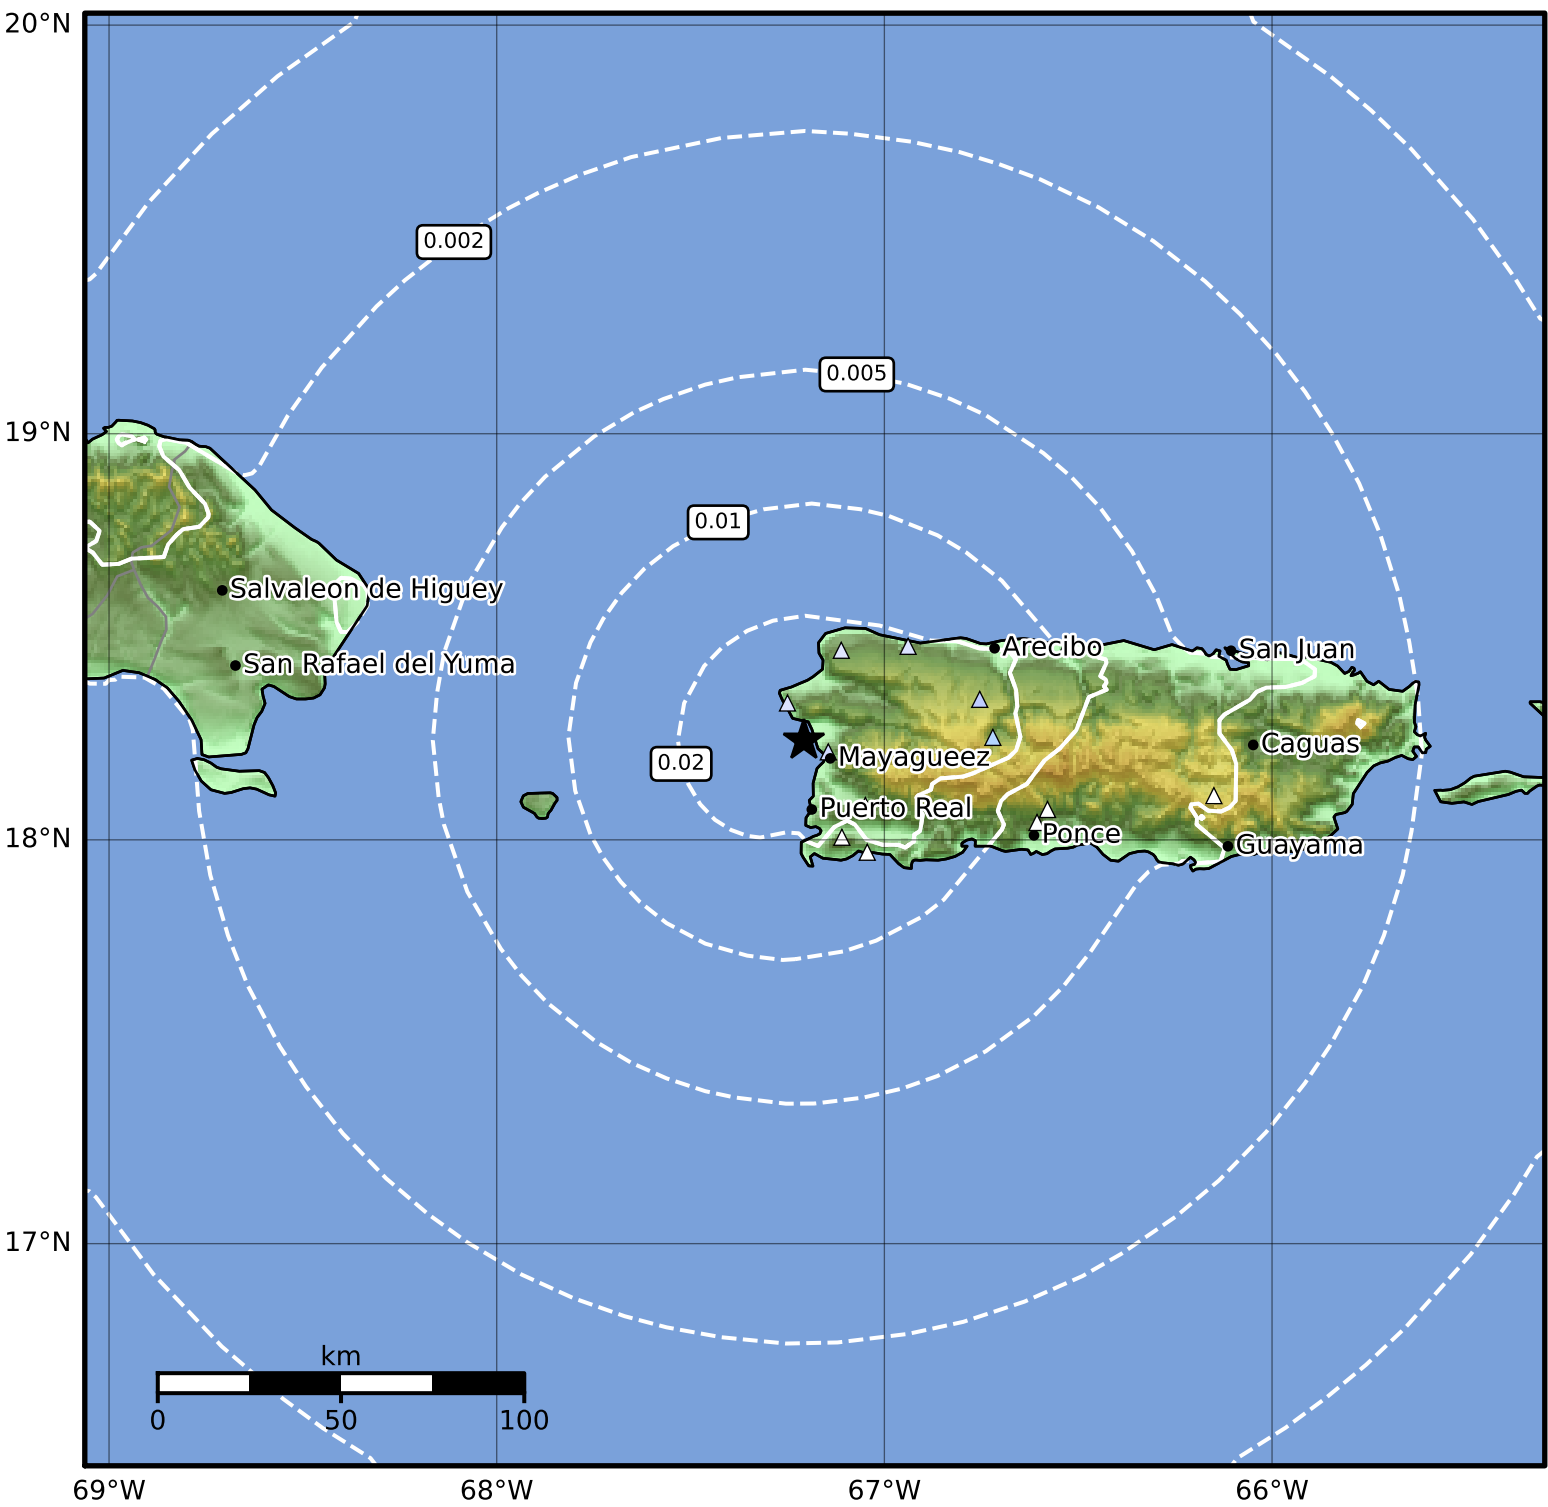 20°N
0.002
0.005
19°N
0.01
Salvaleon de Higuey
Arecibo
San Juan
San Rafael del Yuma
Caguas
Mayagueez
0.02
Puerto Real
Ponce
18°N
Guayama
17°N
km
0 50 100
69°W 68°W 67°W 66°W